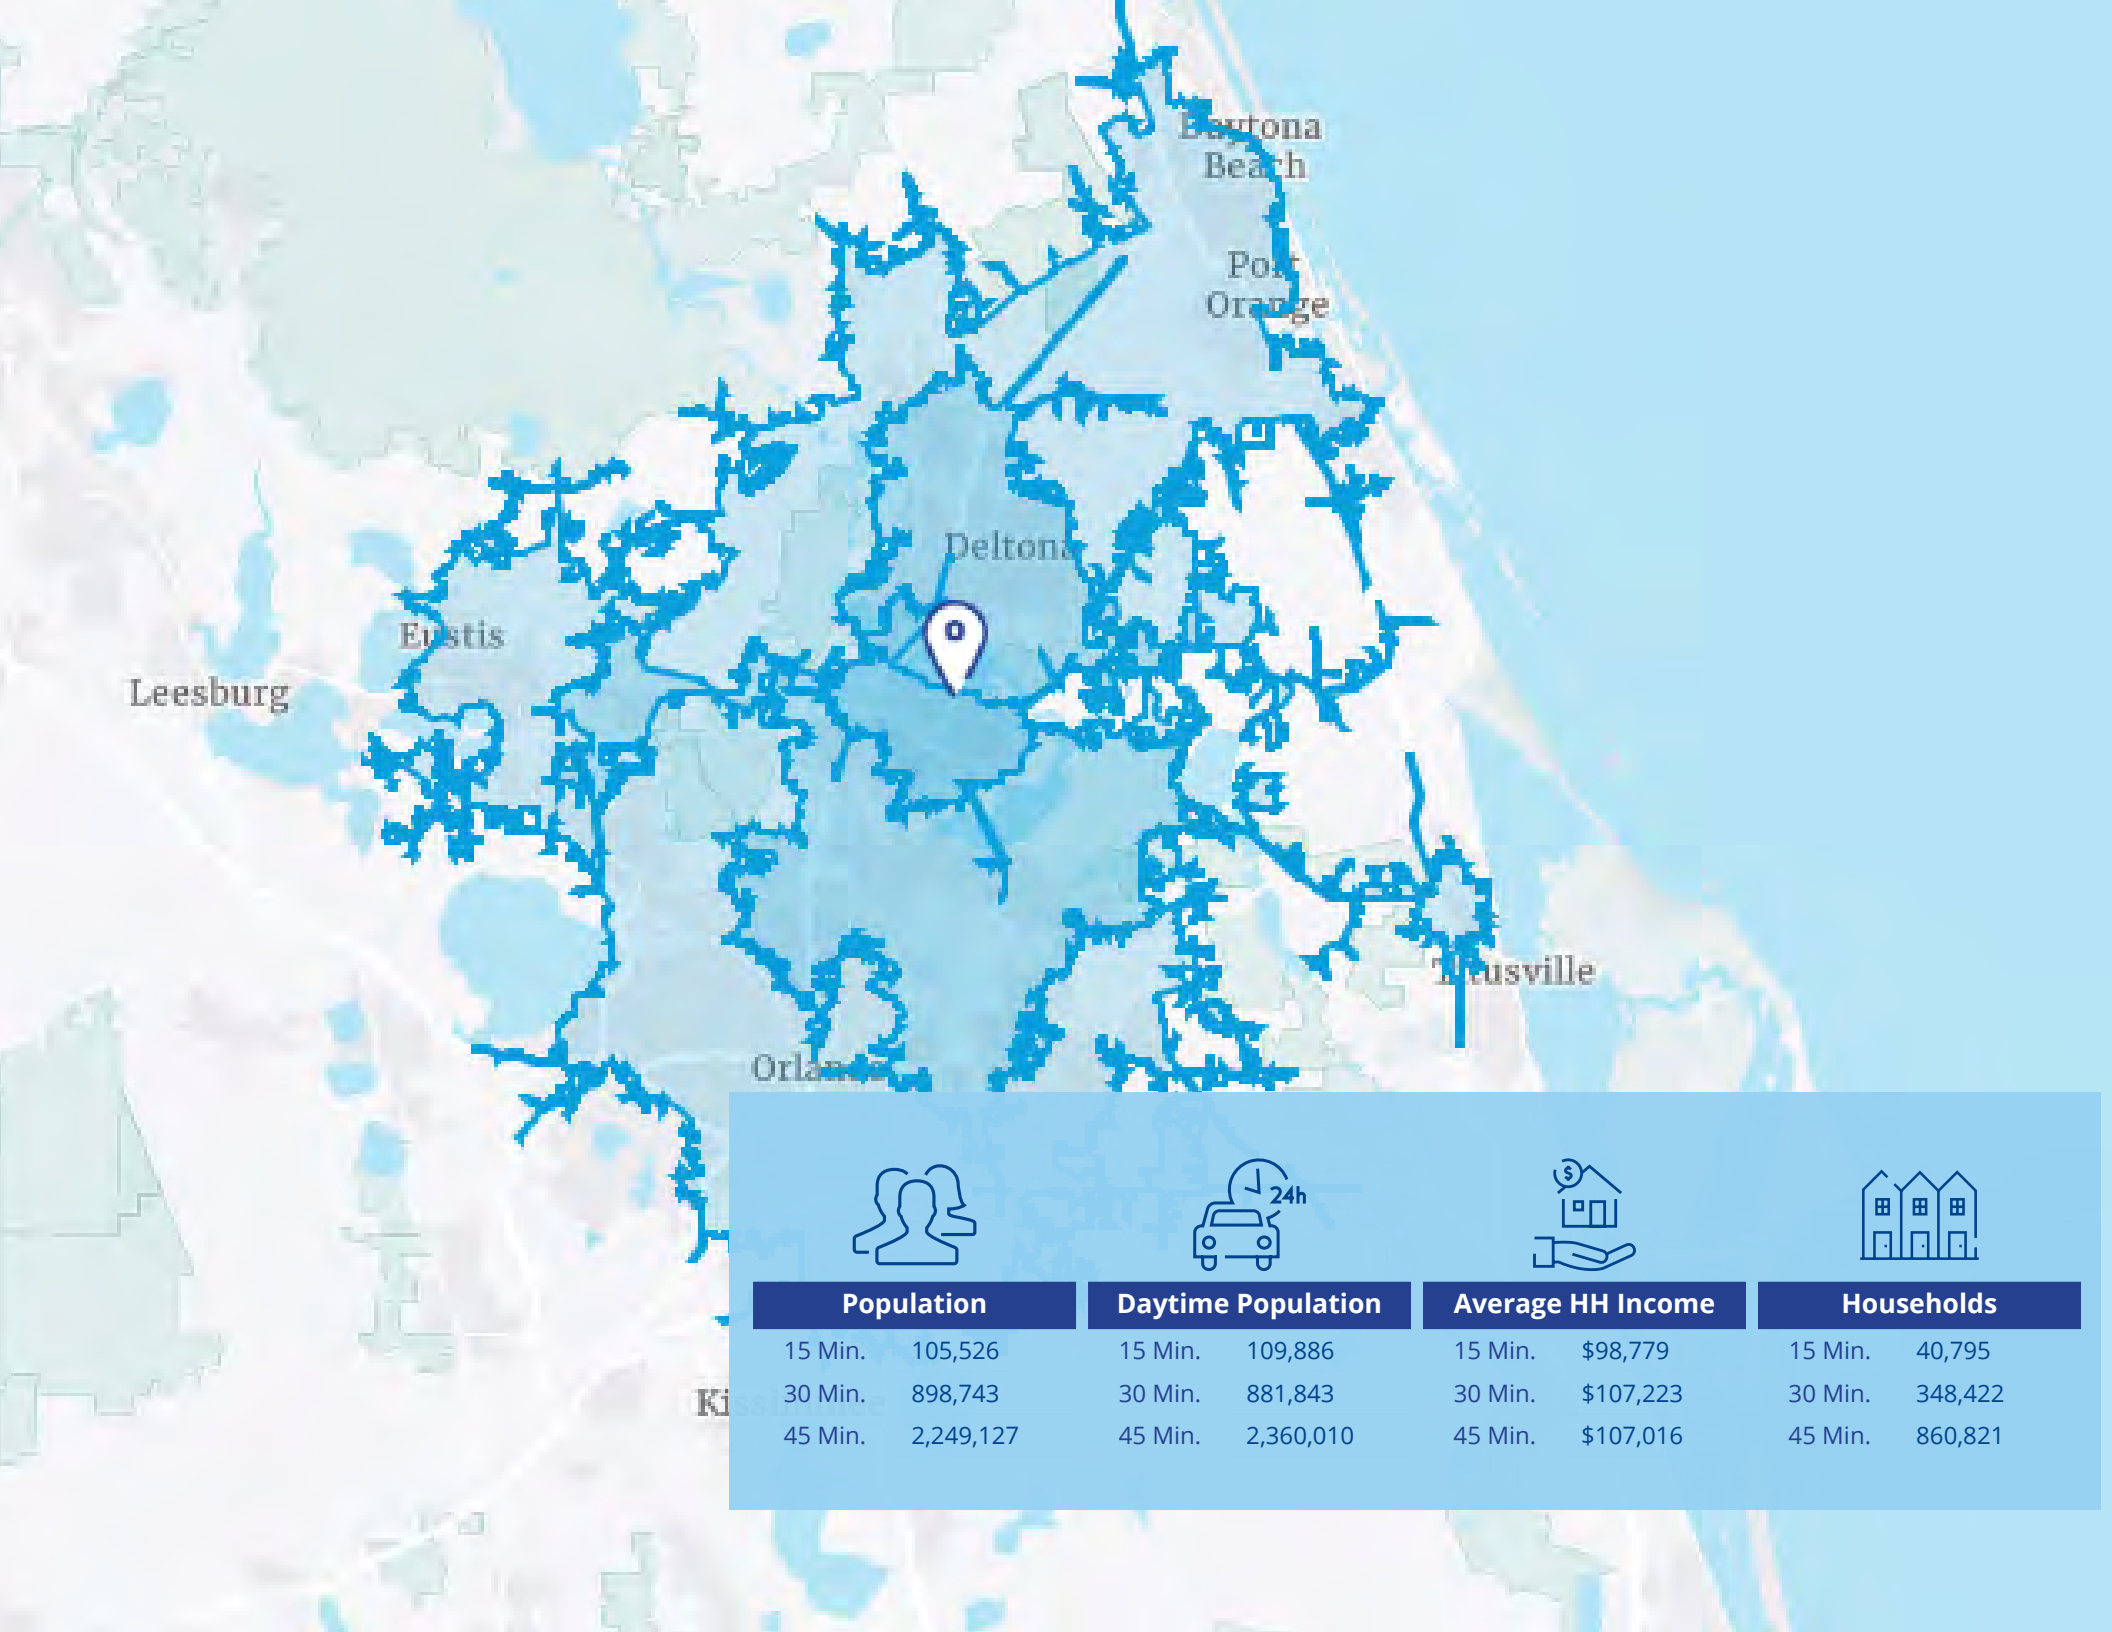 Daytona
Beach
Port
Orange
Deltona
Eustis
Leesburg
Titusville
Orlando
Kissimmee
24h
$
Population
15 Min. 105,526
30 Min. 898,743
45 Min. 2,249,127
Daytime Population
15 Min. 109,886
30 Min. 881,843
45 Min. 2,360,010
Average HH Income
15 Min. $98,779
30 Min. $107,223
45 Min. $107,016
Households
15 Min. 40,795
30 Min. 348,422
45 Min. 860,821